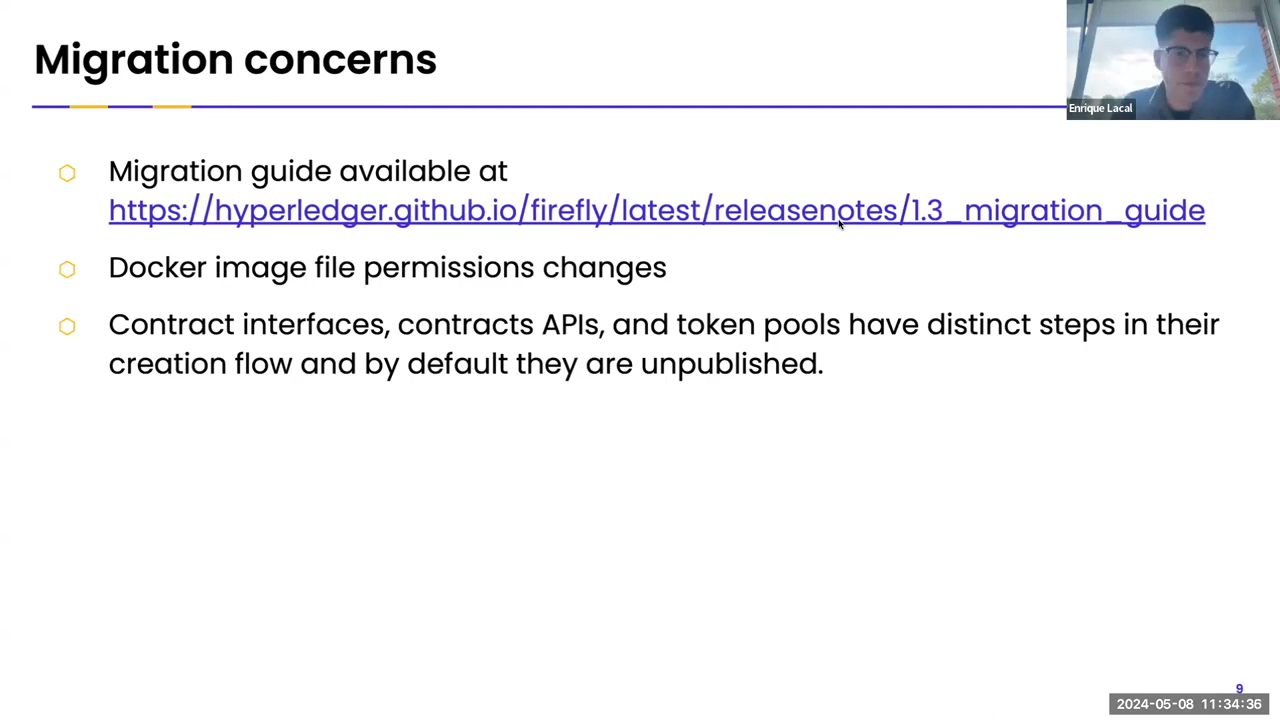 Migration concerns
Enrique Lacal
Migration guide available at
https://hyperledger.github.io/firefly/latest/releasenotes/1.3_migration_guide
Docker image file permissions changes
Contract interfaces, contracts APIs, and token pools have distinct steps in their
creation flow and by default they are unpublished.
9
2024-05-08 11:34:36